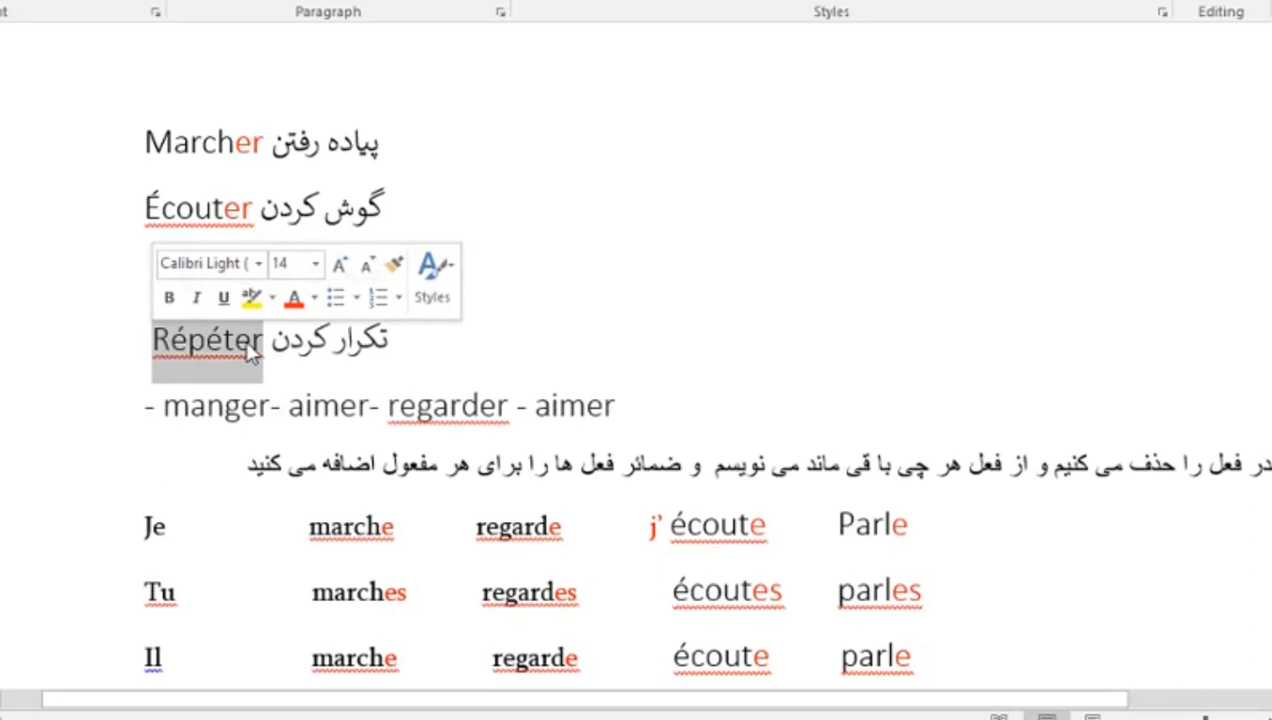 Paragraph Styles Editing
Marcher پیاده رفتن
Écouter گوش کردن
Calibri Light ( 14
B I U Styles
Répéter تکرار کردن
- manger- aimer- regarder - aimer
در فعل را حذف می کنیم و از فعل هر چی با قی ماند می نویسم و ضمائر فعل ها را برای هر مفعول اضافه می کنید
Je marche regarde j’ écoute Parle
Tu marches regardes écoutes parles
Il marche regarde écoute parle